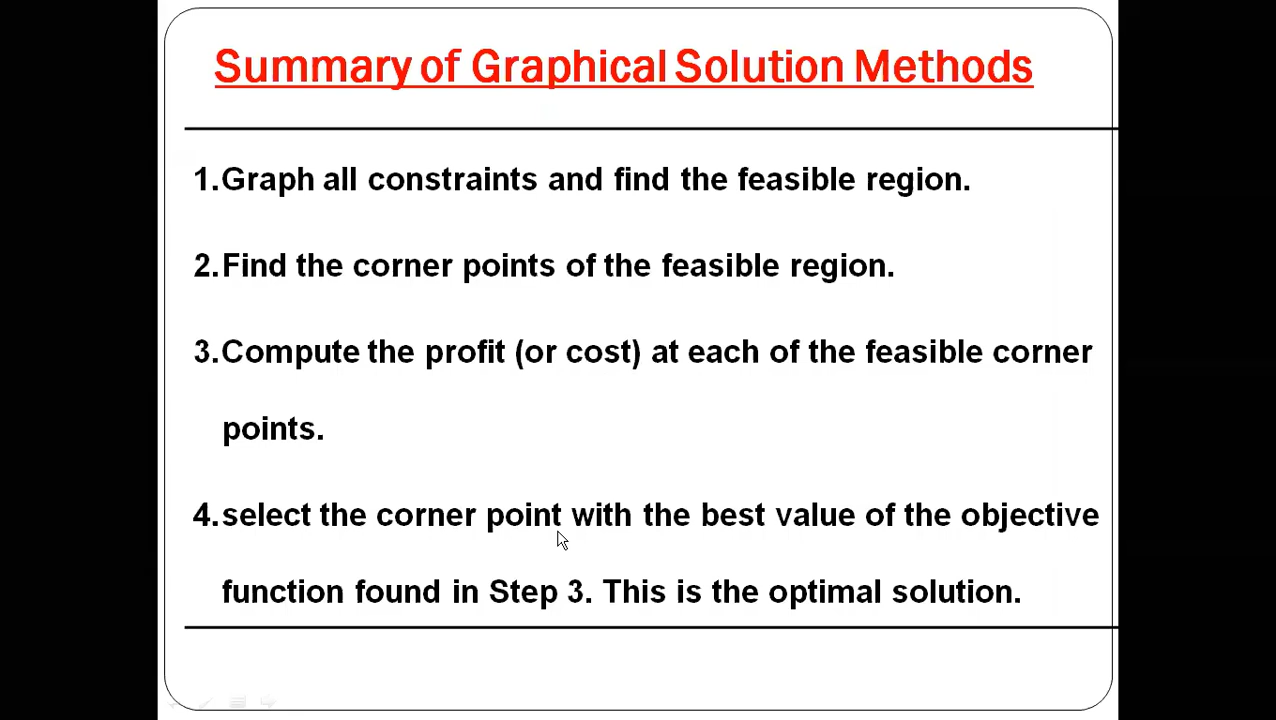 Summary of Graphical Solution Methods
1.Graph all constraints and find the feasible region.
2.Find the corner points of the feasible region.
3.Compute the profit (or cost) at each of the feasible corner
points.
4.select the corner point with the best value of the objective
function found in Step 3. This is the optimal solution.